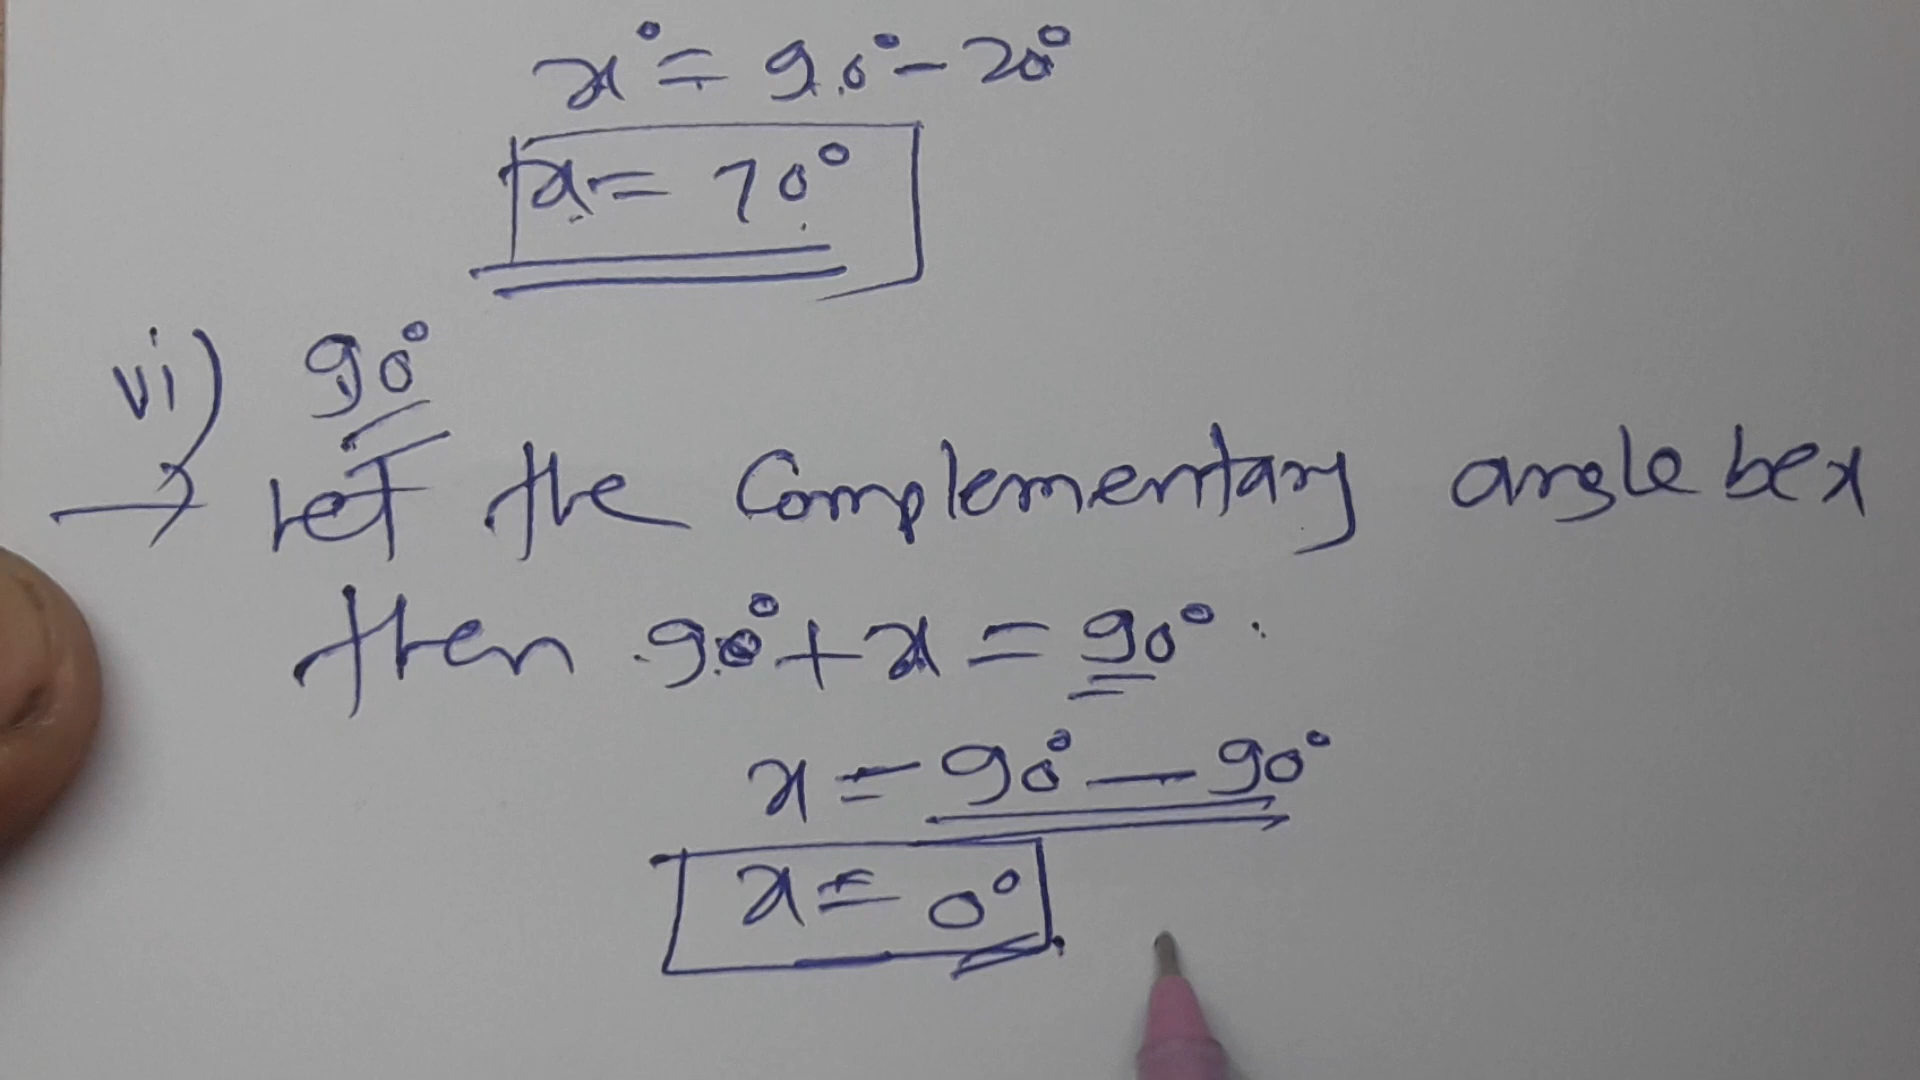 x° = 90° - 20°
x = 70°
vi) 90°
→ Let the Complementary angle be x
then 90° + x = 90°.
x = 90° - 90°
x = 0°